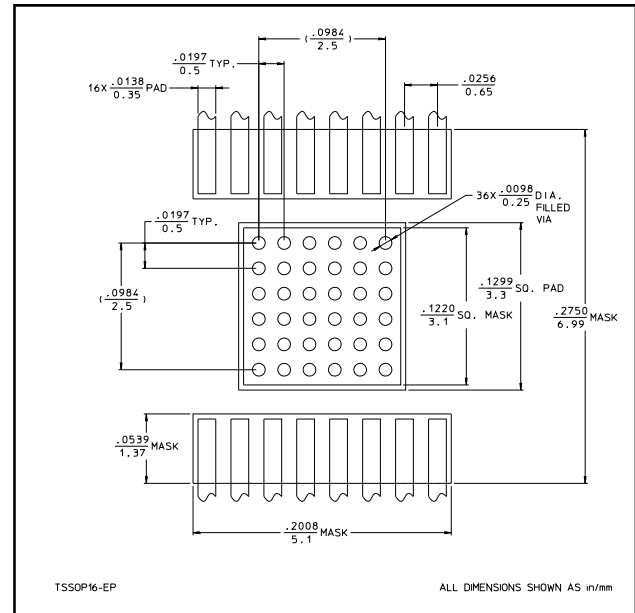 (.0984
2.5)
.0197 TYP.
0.5
16X .0138 PAD
0.35
.0256
0.65
36X .0098 DIA.
0.25 FILLED
VIA
.0197 TYP.
0.5
(.0984
2.5)
.1220 SQ. MASK
3.1
.1299 SQ. PAD
3.3
.2750 MASK
6.99
.0539 MASK
1.37
.2008 MASK
5.1
TSSOP16-EP
ALL DIMENSIONS SHOWN AS in/mm